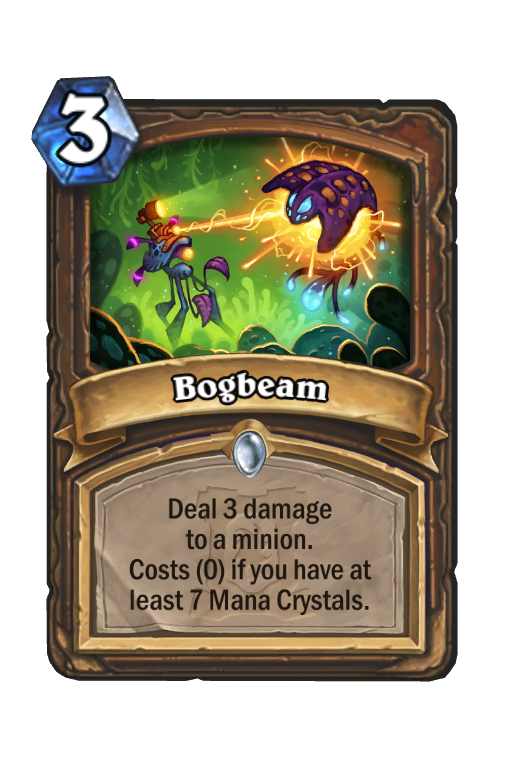 3
Bogbeam
Deal 3 damage
to a minion.
Costs (0) if you have at
least 7 Mana Crystals.